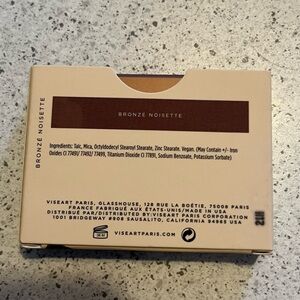 BRONZE NOISETTE
BRONZÉ NOISETTE
Ingredients: Talc, Mica, Octyldodecyl Stearoyl Stearate, Zinc Stearate. Vegan. (May Contain +/- Iron
Oxides (CI 77491/ 77492/ 77499, Titanium Dioxide (CI 77891), Sodium Benzoate, Potassium Sorbate)
VISEART PARIS, GLASSHOUSE, 128 RUE LA BOÉTIE, 75008 PARIS
FRANCE FABRIQUÉ AUX ÉTATS-UNIS/MADE IN USA
DISTRIBUÉ PAR/DISTRIBUTED BY:VISEART PARIS CORPORATION
1001 BRIDGEWAY #908 SAUSALITO, CALIFORNIA 94965 USA
VISEARTPARIS.COM